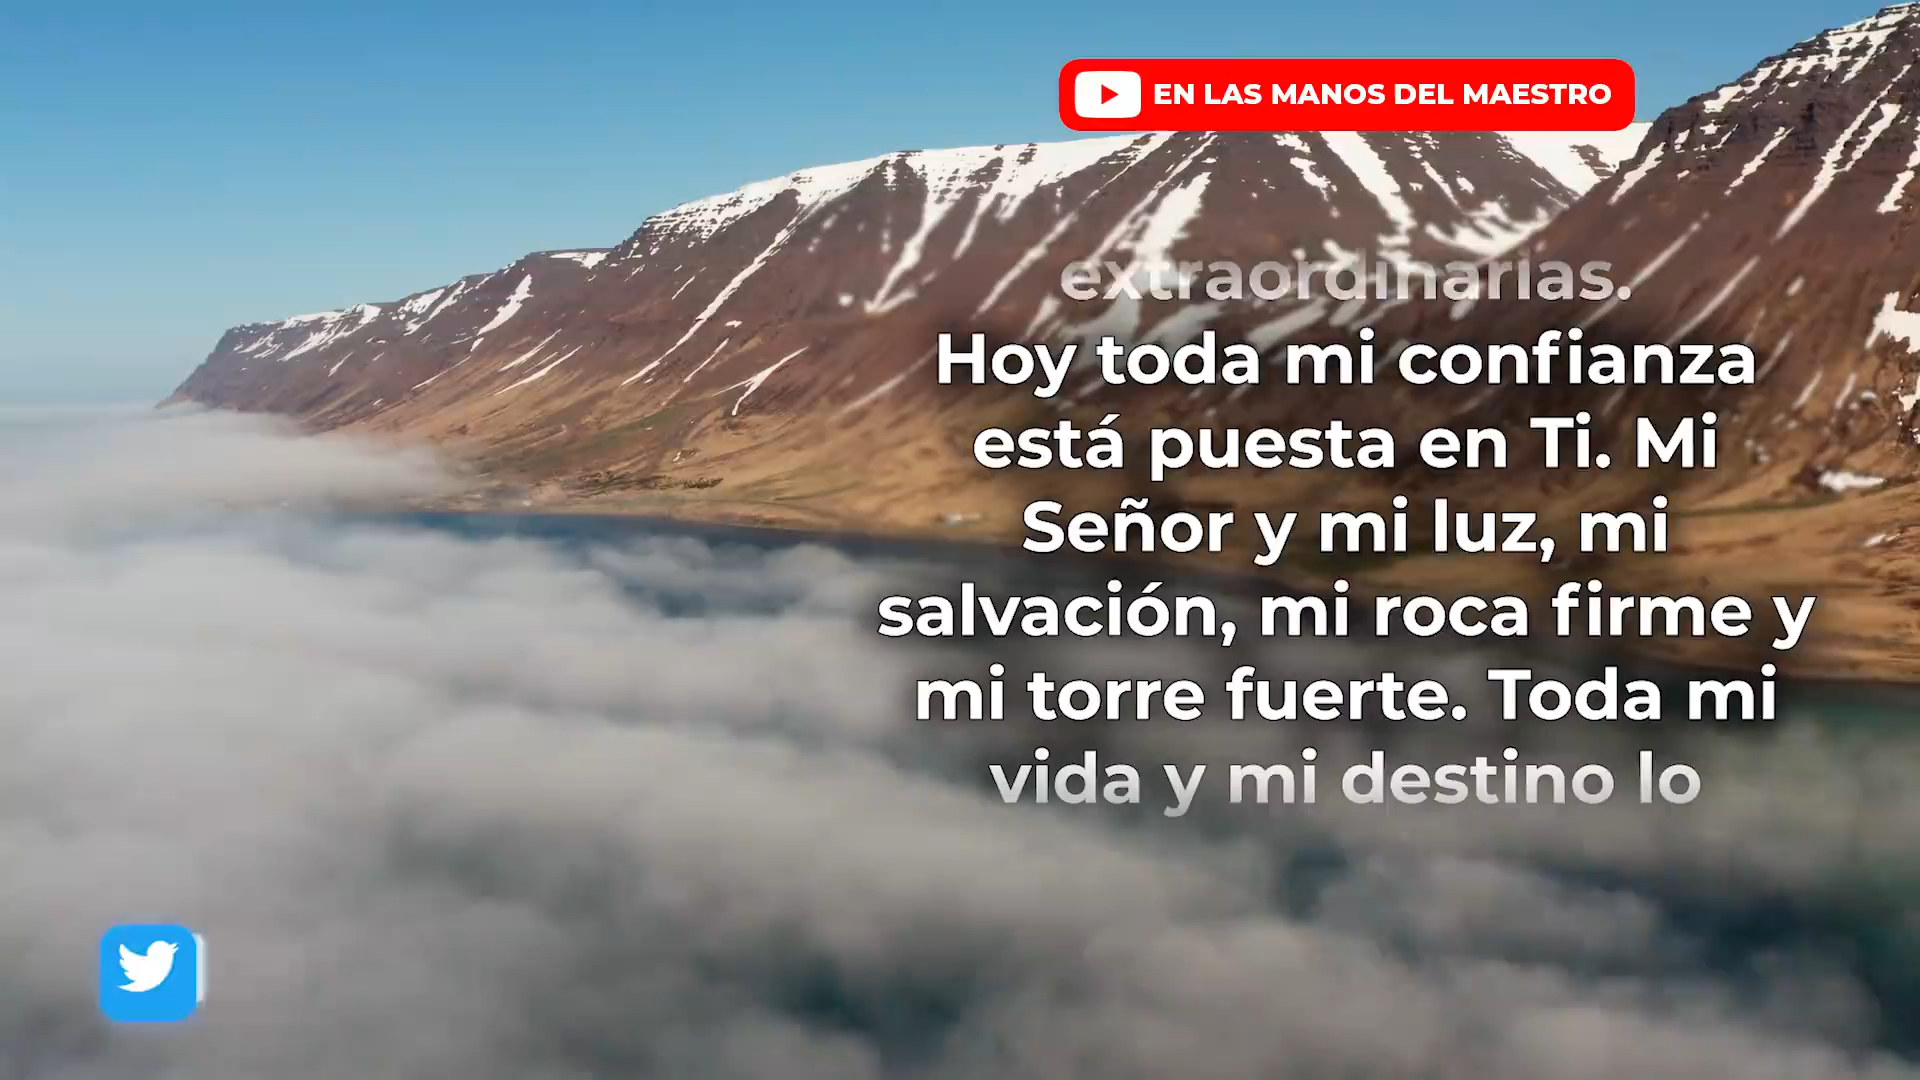 EN LAS MANOS DEL MAESTRO
extraordinarias.
Hoy toda mi confianza
está puesta en Ti. Mi
Señor y mi luz, mi
salvación, mi roca firme y
mi torre fuerte. Toda mi
vida y mi destino lo